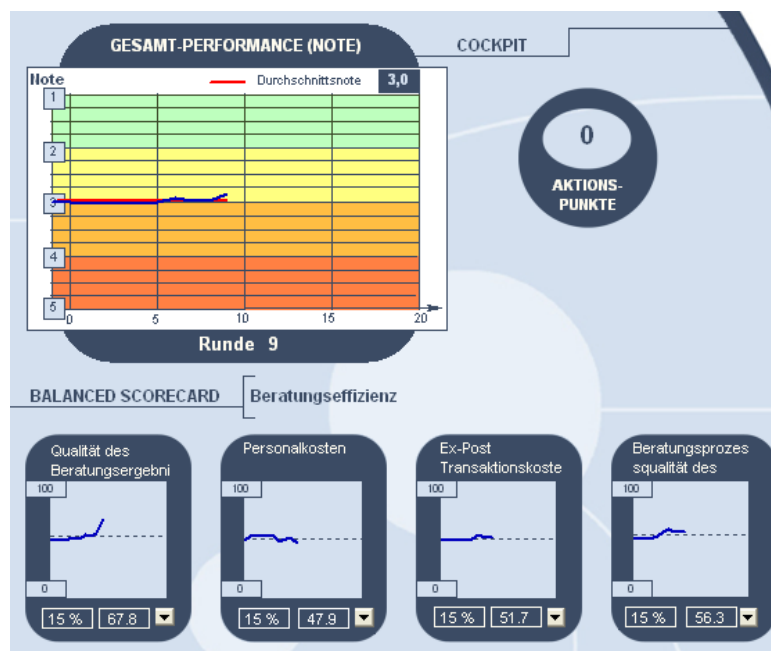 GESAMT-PERFORMANCE (NOTE)
COCKPIT
Note
Durchschnittsnote 3,0
1
2
3
4
5
0 5 10 15 20
Runde 9
0
AKTIONS-
PUNKTE
BALANCED SCORECARD
Beratungseffizienz
Qualität des
Beratungsergebni
100
0
15 % 67.8
Personalkosten
100
0
15 % 47.9
Ex-Post
Transaktionskoste
100
0
15 % 51.7
Beratungsprozes
squalität des
100
0
15 % 56.3